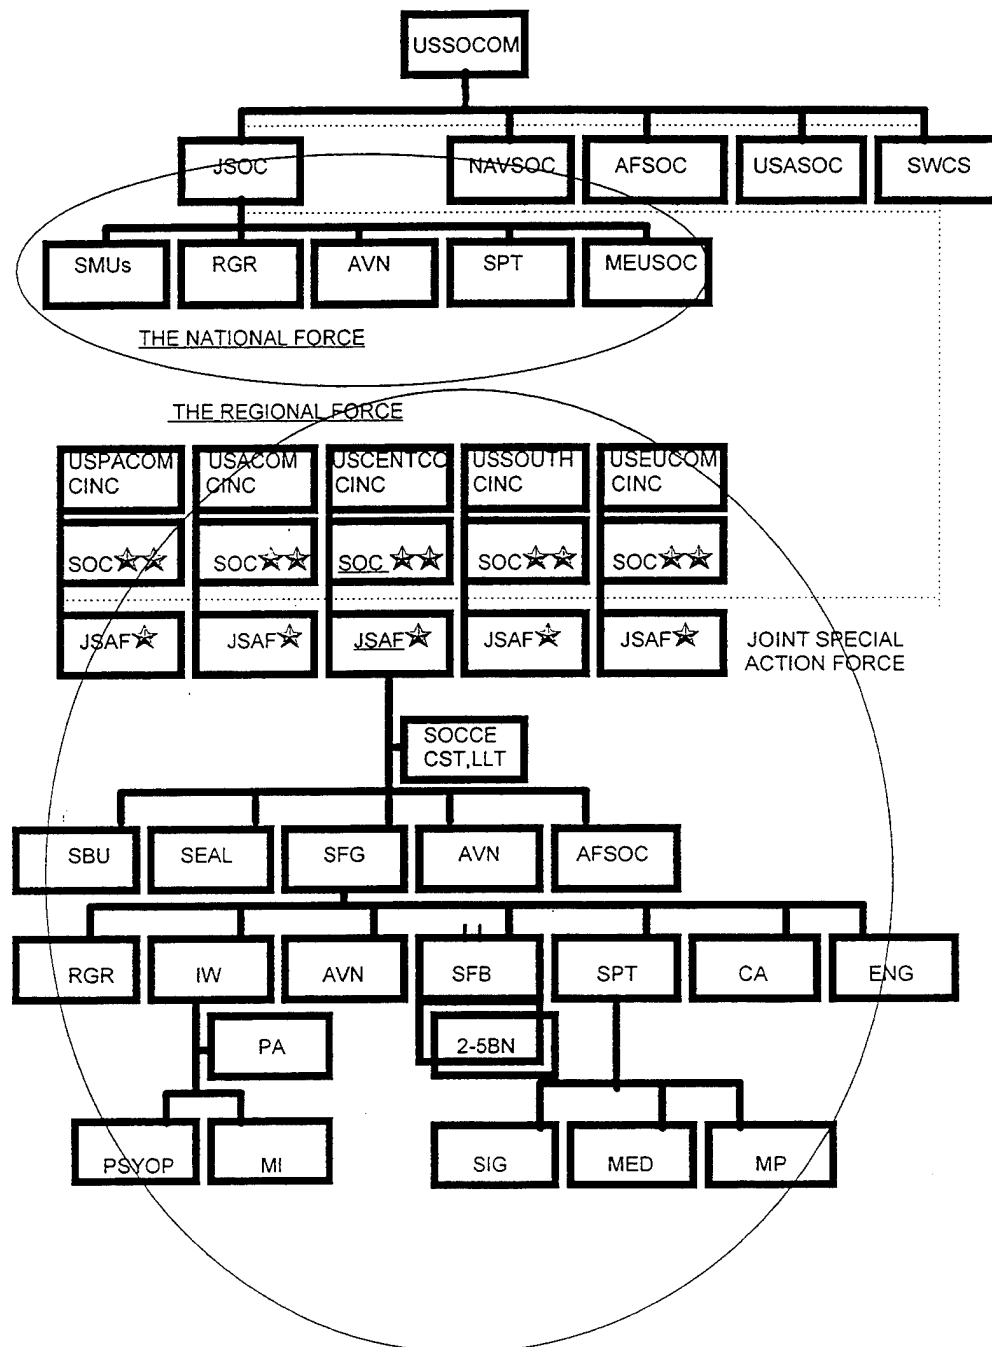 USSOCOM
JSOC
NAVSOC
AFSOC
USASOC
SWCS
SMUs
RGR
AVN
SPT
MEUSOC
THE NATIONAL FORCE
THE REGIONAL FORCE
USPACOM
CINC
USACOM
CINC
USCENTCC
CINC
USSOUTH
CINC
USEUCOM
CINC
SOC
SOC
SOC
SOC
SOC
JSAF
JSAF
JSAF
JSAF
JSAF
JOINT SPECIAL
ACTION FORCE
SOCCE
CST,LLT
SBU
SEAL
SFG
AVN
AFSOC
RGR
IW
AVN
SFB
SPT
CA
ENG
PA
2-5BN
PSYOP
MI
SIG
MED
MP